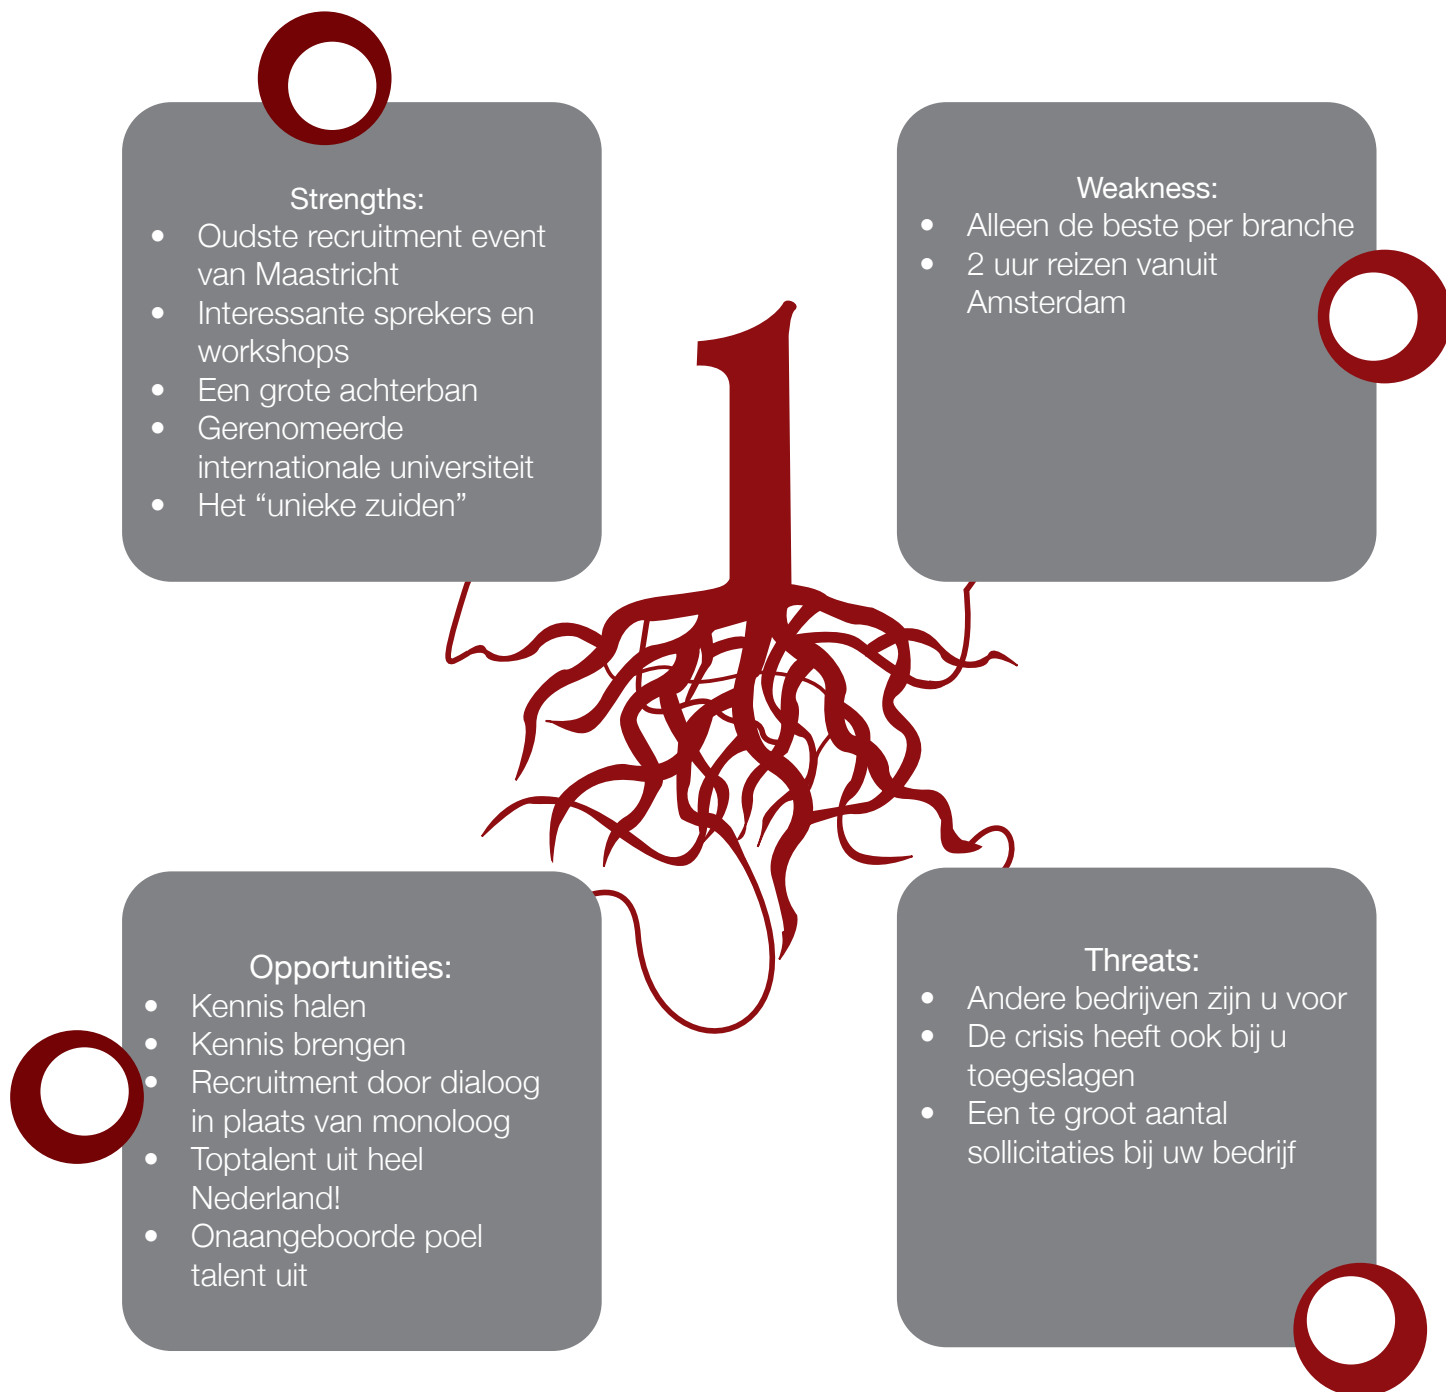 Strengths:
• Oudste recruitment event
van Maastricht
• Interessante sprekers en
workshops
• Een grote achterban
• Gerenomeerde
internationale universiteit
• Het “unieke zuiden”
Weakness:
• Alleen de beste per branche
• 2 uur reizen vanuit
Amsterdam
1
Opportunities:
• Kennis halen
• Kennis brengen
• Recruitment door dialoog
in plaats van monoloog
• Toptalent uit heel
Nederland!
• Onaangeboorde poel
talent uit
Threats:
• Andere bedrijven zijn u voor
• De crisis heeft ook bij u
toegeslagen
• Een te groot aantal
sollicitaties bij uw bedrijf